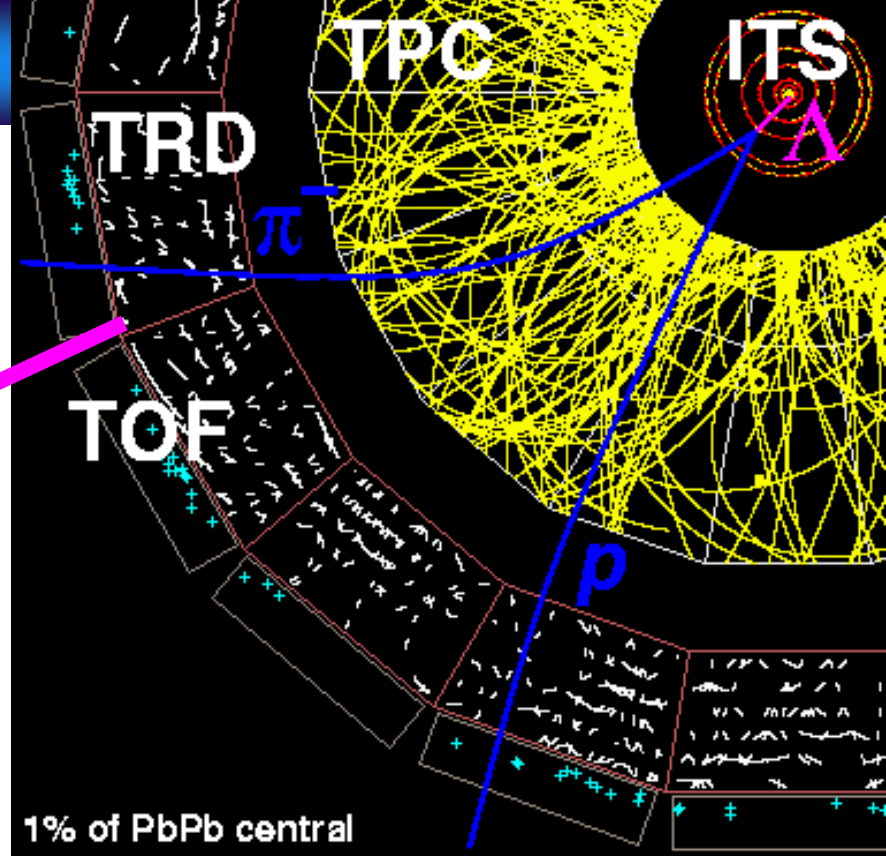 TPC
ITS
Λ
TRD
π⁻
TOF
p
1% of PbPb central